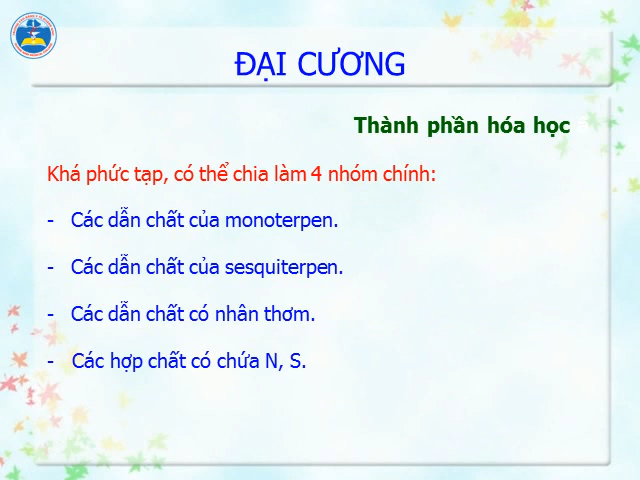 ĐẠI CƯƠNG
Thành phần hóa học
Khá phức tạp, có thể chia làm 4 nhóm chính:
- Các dẫn chất của monoterpen.
- Các dẫn chất của sesquiterpen.
- Các dẫn chất có nhân thơm.
- Các hợp chất có chứa N, S.